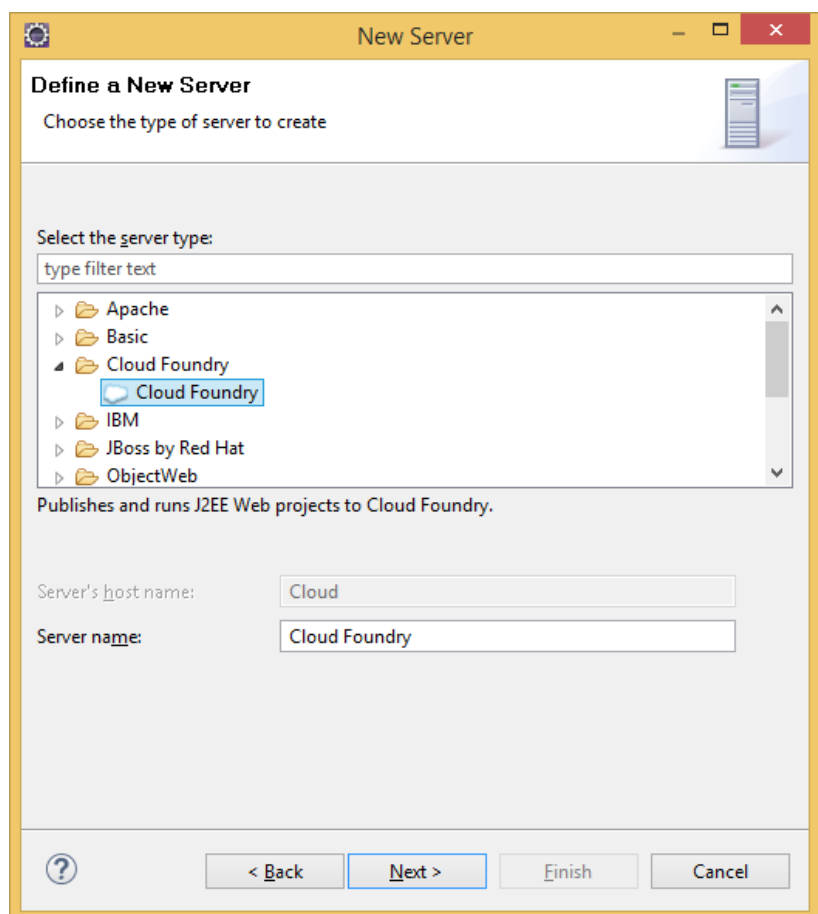 New Server
Define a New Server
Choose the type of server to create
Select the server type:
type filter text
Apache
Basic
Cloud Foundry
Cloud Foundry
IBM
JBoss by Red Hat
ObjectWeb
Publishes and runs J2EE Web projects to Cloud Foundry.
Server's host name: Cloud
Server name: Cloud Foundry
? < Back Next > Finish Cancel